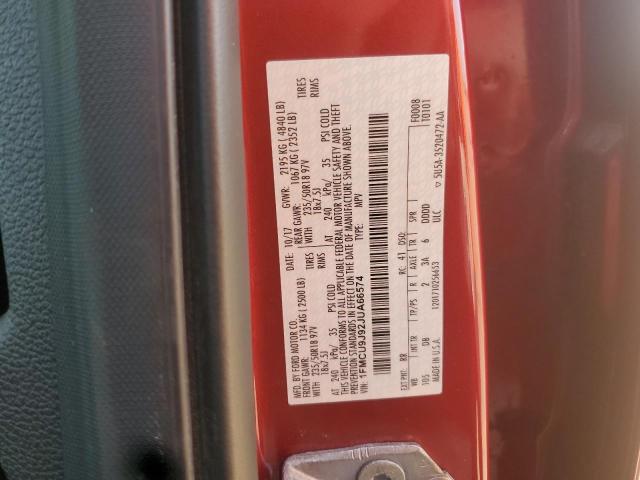 MFD. BY FORD MOTOR CO.
DATE: 10/17 GVWR: 2195 KG ( 4840 LB)
FRONT GAWR: 1134 KG ( 2500 LB) REAR GAWR: 1067 KG ( 2352 LB)
WITH 235/50R18 97V TIRES WITH 235/50R18 97V TIRES
18x7.5J RIMS 18x7.5J RIMS
AT 240 kPa/ 35 PSI COLD AT 240 kPa/ 35 PSI COLD
THIS VEHICLE CONFORMS TO ALL APPLICABLE FEDERAL MOTOR VEHICLE SAFETY AND THEFT
PREVENTION STANDARDS IN EFFECT ON THE DATE OF MANUFACTURE SHOWN ABOVE.
VIN: 1FMCU9J92JUA66574 TYPE: MPV
EXT PNT: RR RC: 41 DSO: F0008
WB INT TR TP/PS R AXLE TR SPR T0101
105 DB 2 3A 6 DDDD
MADE IN U.S.A. ULC 5U5A-3520472-AA